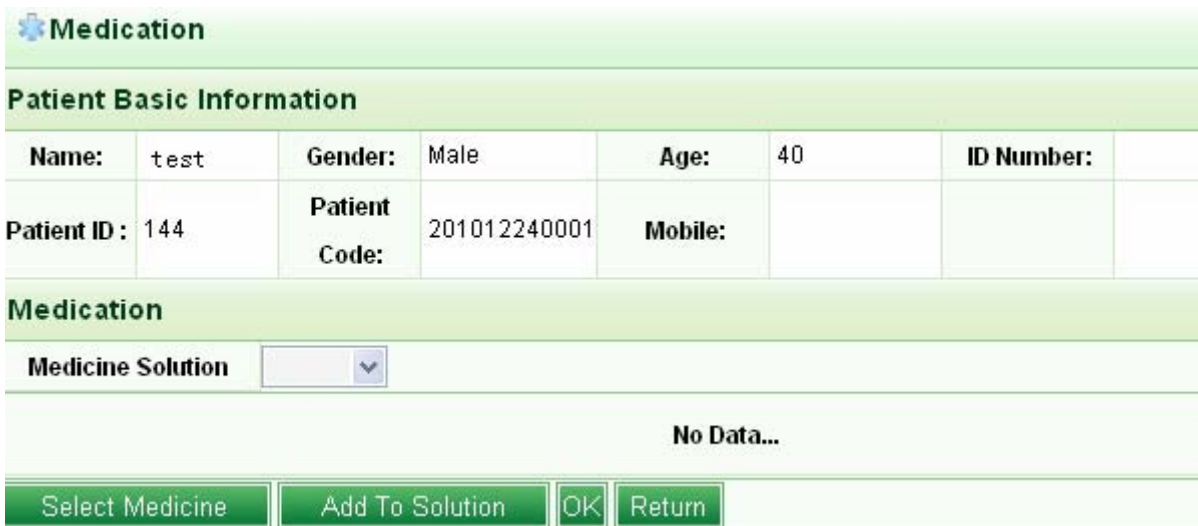 Medication
Patient Basic Information
Name: test Gender: Male Age: 40 ID Number:
Patient ID : 144 Patient Code: 201012240001 Mobile:
Medication
Medicine Solution
No Data...
Select Medicine Add To Solution OK Return